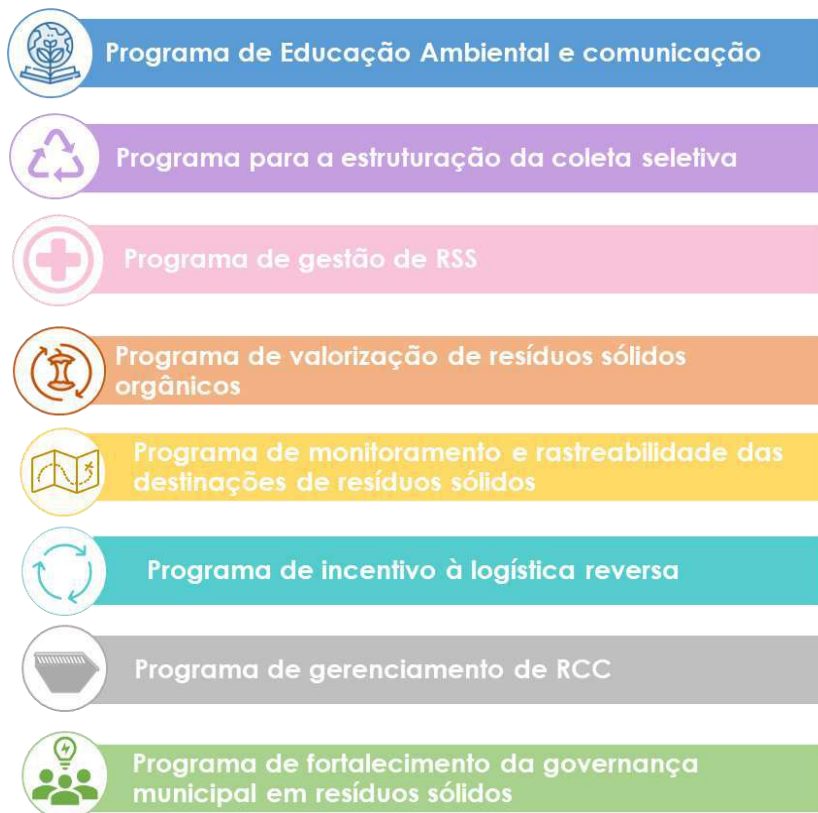 Programa de Educação Ambiental e comunicação
Programa para a estruturação da coleta seletiva
Programa de gestão de RSS
Programa de valorização de resíduos sólidos
orgânicos
Programa de monitoramento e rastreabilidade das
destinações de resíduos sólidos
Programa de incentivo à logística reversa
Programa de gerenciamento de RCC
Programa de fortalecimento da governança
municipal em resíduos sólidos